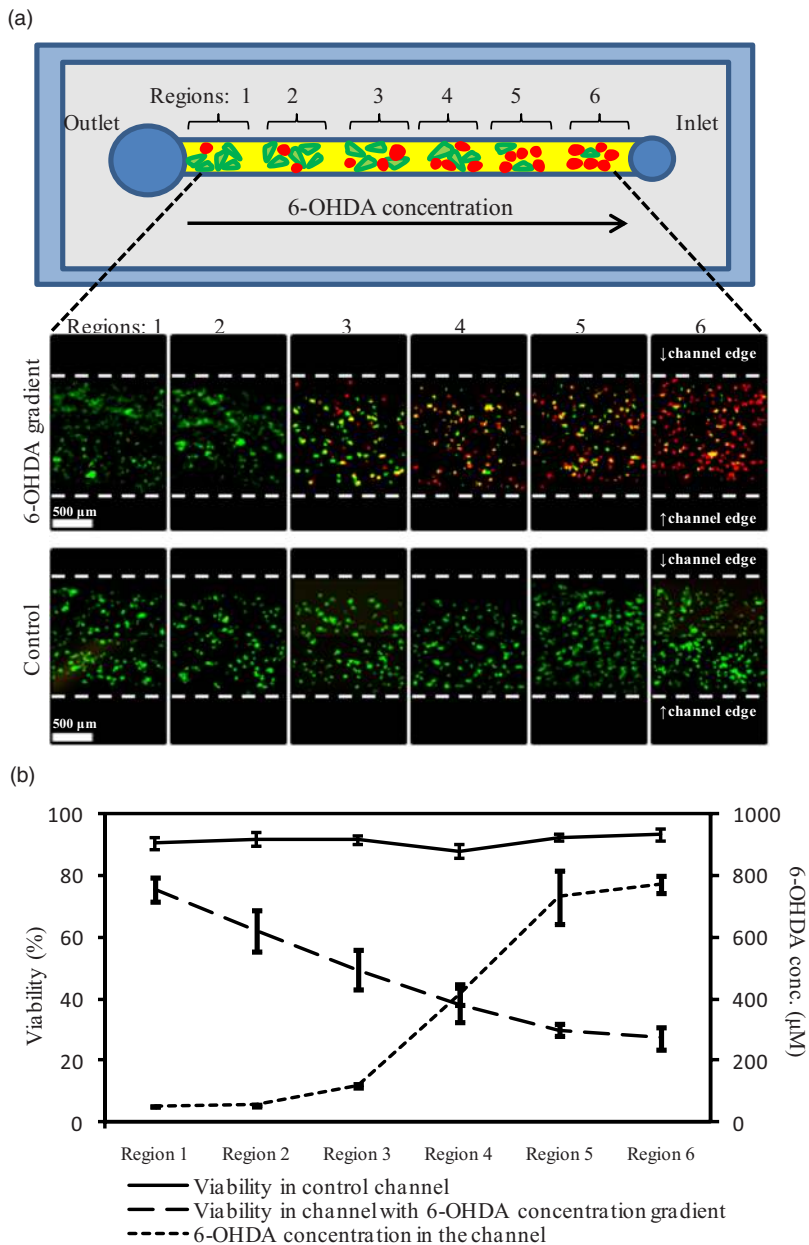 (a)
Regions: 1 2 3 4 5 6
Outlet
Inlet
6-OHDA concentration
Regions: 1 2 3 4 5 6
6-OHDA gradient
↓channel edge
500 µm
↑channel edge
Control
↓channel edge
500 µm
↑channel edge
(b)
100
80
60
40
20
0
Viability (%)
1000
800
600
400
200
0
6-OHDA conc. (µM)
Region 1 Region 2 Region 3 Region 4 Region 5 Region 6
Viability in control channel
Viability in channel with 6-OHDA concentration gradient
6-OHDA concentration in the channel